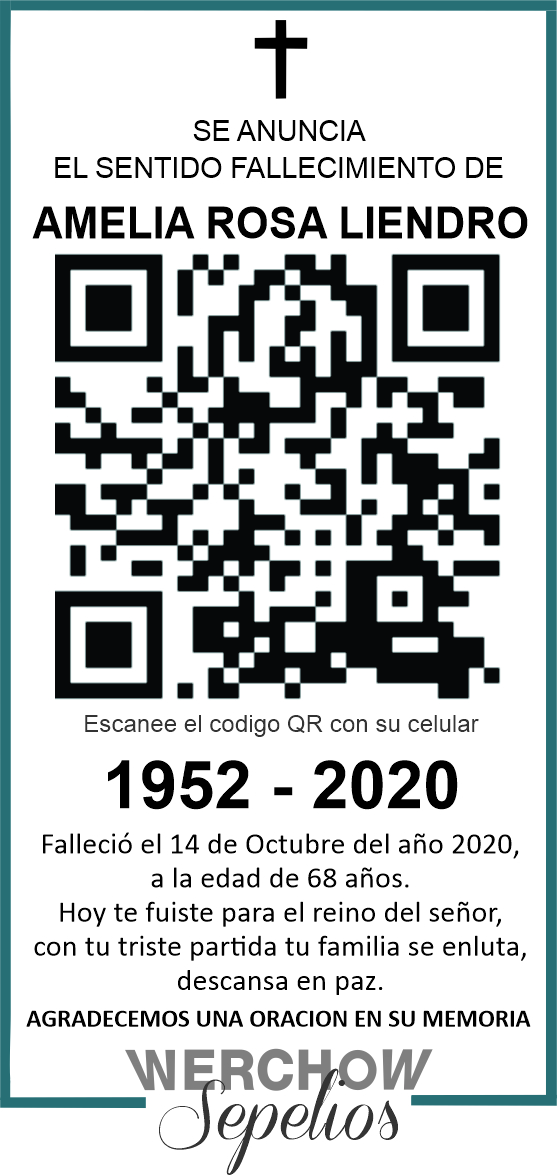 SE ANUNCIA
EL SENTIDO FALLECIMIENTO DE
AMELIA ROSA LIENDRO
Escanee el codigo QR con su celular
1952 - 2020
Falleció el 14 de Octubre del año 2020,
a la edad de 68 años.
Hoy te fuiste para el reino del señor,
con tu triste partida tu familia se enluta,
descansa en paz.
AGRADECEMOS UNA ORACION EN SU MEMORIA
WERCHOW
Sepelios